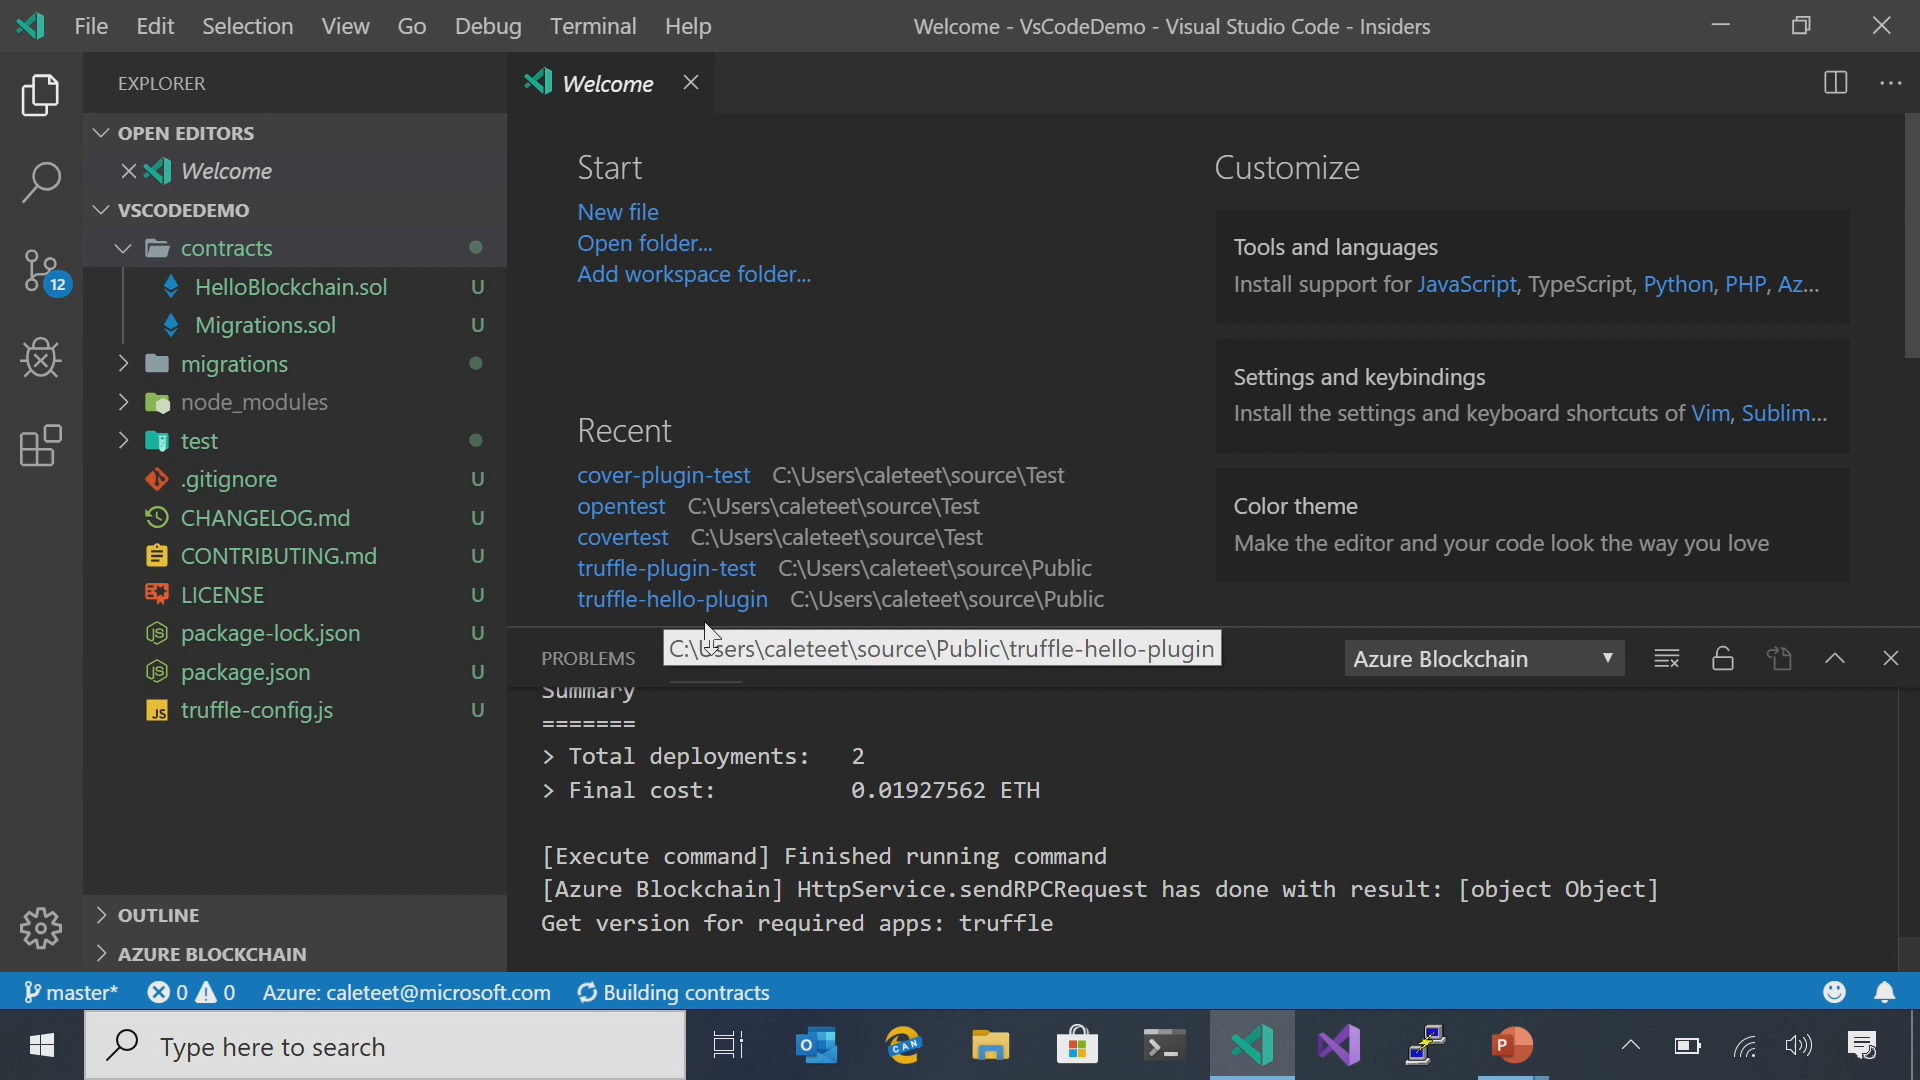 File Edit Selection View Go Debug Terminal Help
Welcome - VsCodeDemo - Visual Studio Code - Insiders
EXPLORER
OPEN EDITORS
Welcome
VSCODEDEMO
contracts
HelloBlockchain.sol U
Migrations.sol U
migrations
node_modules
test
.gitignore U
CHANGELOG.md U
CONTRIBUTING.md U
LICENSE U
package-lock.json U
package.json U
truffle-config.js U
OUTLINE
AZURE BLOCKCHAIN
12
Welcome
Start
New file
Open folder...
Add workspace folder...
Recent
cover-plugin-test C:\Users\caleteet\source\Test
opentest C:\Users\caleteet\source\Test
covertest C:\Users\caleteet\source\Test
truffle-plugin-test C:\Users\caleteet\source\Public
truffle-hello-plugin C:\Users\caleteet\source\Public
Customize
Tools and languages
Install support for JavaScript, TypeScript, Python, PHP, Az...
Settings and keybindings
Install the settings and keyboard shortcuts of Vim, Sublim...
Color theme
Make the editor and your code look the way you love
PROBLEMS
C:\Users\caleteet\source\Public\truffle-hello-plugin
Azure Blockchain
Summary
=======
> Total deployments: 2
> Final cost: 0.01927562 ETH
[Execute command] Finished running command
[Azure Blockchain] HttpService.sendRPCRequest has done with result: [object Object]
Get version for required apps: truffle
master* 0 0 Azure: caleteet@microsoft.com Building contracts
Type here to search
CAN